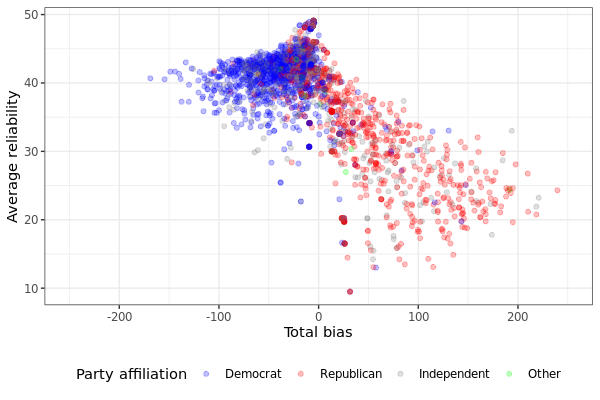 50
40
30
20
10
Average reliability
-200 -100 0 100 200
Total bias
Party affiliation Democrat Republican Independent Other